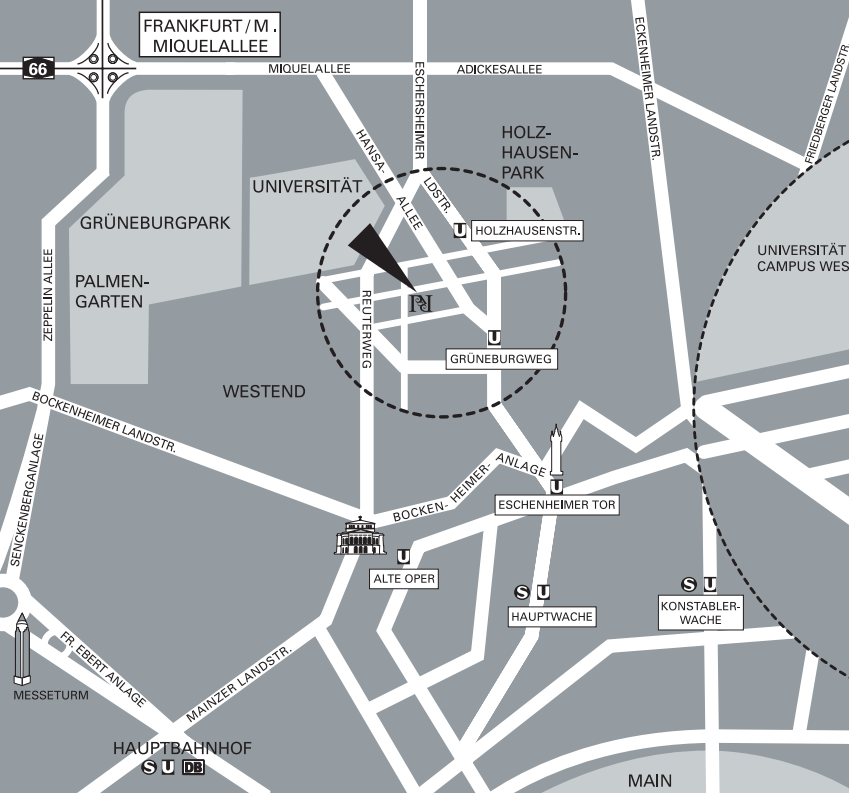 FRANKFURT / M .
MIQUELALLEE
66
MIQUELALLEE
ADICKESALLEE
ESCHERSHEIMER
LDSTR.
ECKENHEIMER LANDSTR.
FRIEDBERGER LANDSTR.
HANSA-
ALLEE
HOLZ-
HAUSEN-
PARK
UNIVERSITÄT
GRÜNEBURGPARK
U HOLZHAUSENSTR.
UNIVERSITÄT
CAMPUS WES
PALMEN-
GARTEN
ZEPPELIN ALLEE
REUTERWEG
U
GRÜNEBURGWEG
WESTEND
BOCKENHEIMER LANDSTR.
SENCKENBERGANLAGE
BOCKEN-
HEIMER-
ANLAGE
U
ESCHENHEIMER TOR
U
ALTE OPER
S U
HAUPTWACHE
S U
KONSTABLER-
WACHE
FR. EBERT ANLAGE
MAINZER LANDSTR.
MESSETURM
HAUPTBAHNHOF
S U DB
MAIN